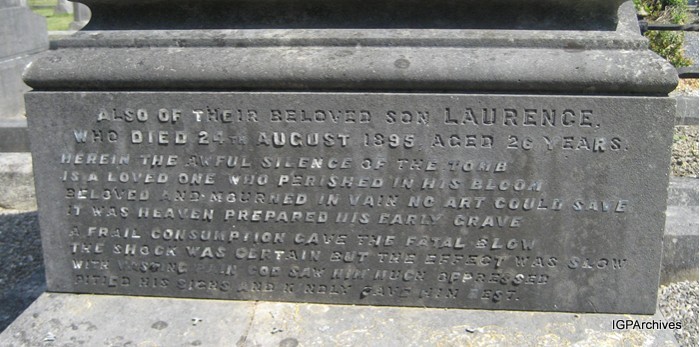 ALSO OF THEIR BELOVED SON LAURENCE,
WHO DIED 24TH AUGUST 1895, AGED 26 YEARS.
HEREIN THE AWFUL SILENCE OF THE TOMB
IS A LOVED ONE WHO PERISHED IN HIS BLOOM
BELOVED AND MOURNED IN VAIN NO ART COULD SAVE
IT WAS HEAVEN PREPARED HIS EARLY GRAVE
A FRAIL CONSUMPTION GAVE THE FATAL BLOW
THE SHOCK WAS CERTAIN BUT THE EFFECT WAS SLOW
WITH WASTING PAIN GOD SAW HIM MUCH OPPRESSED
PITIED HIS SIGHS AND KINDLY GAVE HIM REST.
IGPArchives